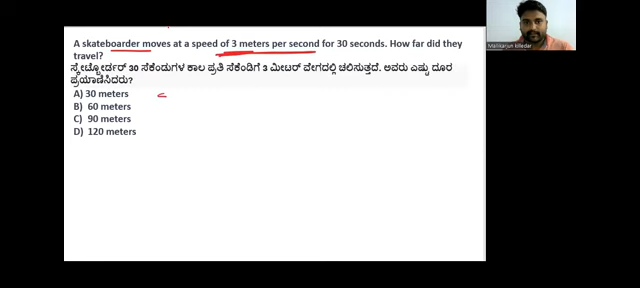 A skateboarder moves at a speed of 3 meters per second for 30 seconds. How far did they
travel?
ಸ್ಕೇಟ್ಬೋರ್ಡರ್ 30 ಸೆಕೆಂಡುಗಳ ಕಾಲ ಪ್ರತಿ ಸೆಕೆಂಡಿಗೆ 3 ಮೀಟರ್ ವೇಗದಲ್ಲಿ ಚಲಿಸುತ್ತದೆ. ಅವರು ಎಷ್ಟು ದೂರ
ಪ್ರಯಾಣಿಸಿದರು?
A) 30 meters
B) 60 meters
C) 90 meters
D) 120 meters
Mallikarjun killedar